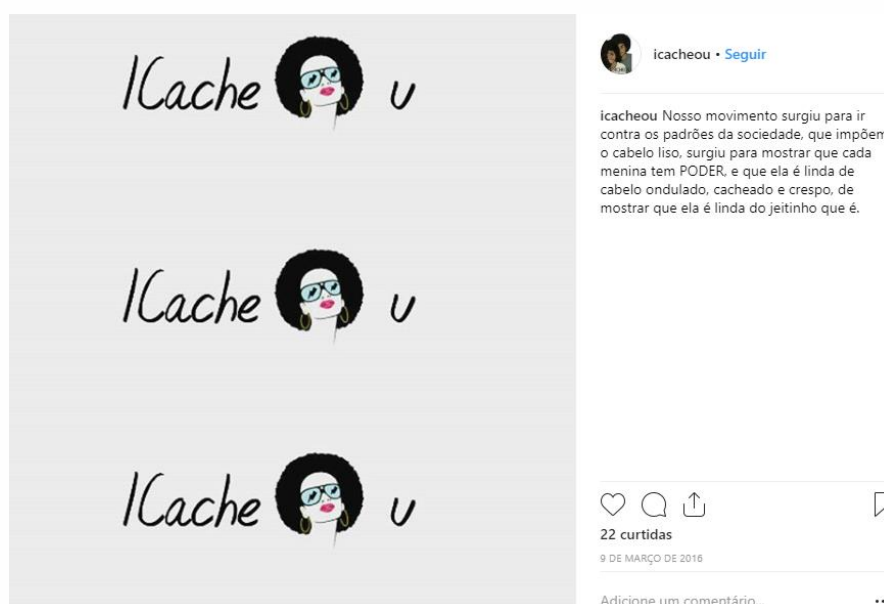 ICache u
ICache u
ICache u
icacheou • Seguir
icacheou Nosso movimento surgiu para ir
contra os padrões da sociedade, que impõem
o cabelo liso, surgiu para mostrar que cada
menina tem PODER, e que ela é linda de
cabelo ondulado, cacheado e crespo, de
mostrar que ela é linda do jeitinho que é.
22 curtidas
9 DE MARÇO DE 2016
Adicione um comentário...